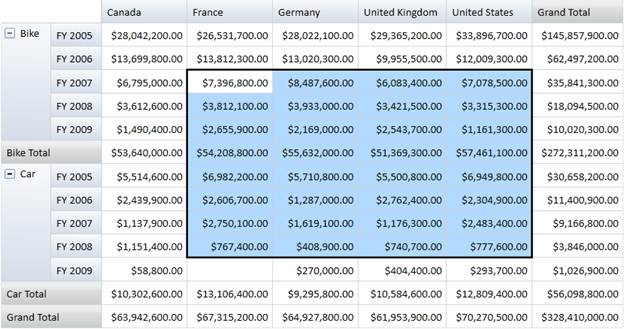 Canada France Germany United Kingdom United States Grand Total
Bike FY 2005 $28,042,200.00 $26,531,700.00 $28,022,100.00 $29,365,200.00 $33,896,700.00 $145,857,900.00
FY 2006 $13,699,800.00 $13,812,300.00 $13,020,300.00 $9,955,500.00 $12,009,300.00 $62,497,200.00
FY 2007 $6,795,000.00 $7,396,800.00 $8,487,600.00 $6,083,400.00 $7,078,500.00 $35,841,300.00
FY 2008 $3,612,600.00 $3,812,100.00 $3,933,000.00 $3,421,500.00 $3,315,300.00 $18,094,500.00
FY 2009 $1,490,400.00 $2,655,900.00 $2,169,000.00 $2,543,700.00 $1,161,300.00 $10,020,300.00
Bike Total $53,640,000.00 $54,208,800.00 $55,632,000.00 $51,369,300.00 $57,461,100.00 $272,311,200.00
Car FY 2005 $5,514,600.00 $6,982,200.00 $5,710,800.00 $5,500,800.00 $6,949,800.00 $30,658,200.00
FY 2006 $2,439,900.00 $2,606,700.00 $1,287,000.00 $2,762,400.00 $2,304,900.00 $11,400,900.00
FY 2007 $1,137,900.00 $2,750,100.00 $1,619,100.00 $1,176,300.00 $2,483,400.00 $9,166,800.00
FY 2008 $1,151,400.00 $767,400.00 $408,900.00 $740,700.00 $777,600.00 $3,846,000.00
FY 2009 $58,800.00 $270,000.00 $404,400.00 $293,700.00 $1,026,900.00
Car Total $10,302,600.00 $13,106,400.00 $9,295,800.00 $10,584,600.00 $12,809,400.00 $56,098,800.00
Grand Total $63,942,600.00 $67,315,200.00 $64,927,800.00 $61,953,900.00 $70,270,500.00 $328,410,000.00